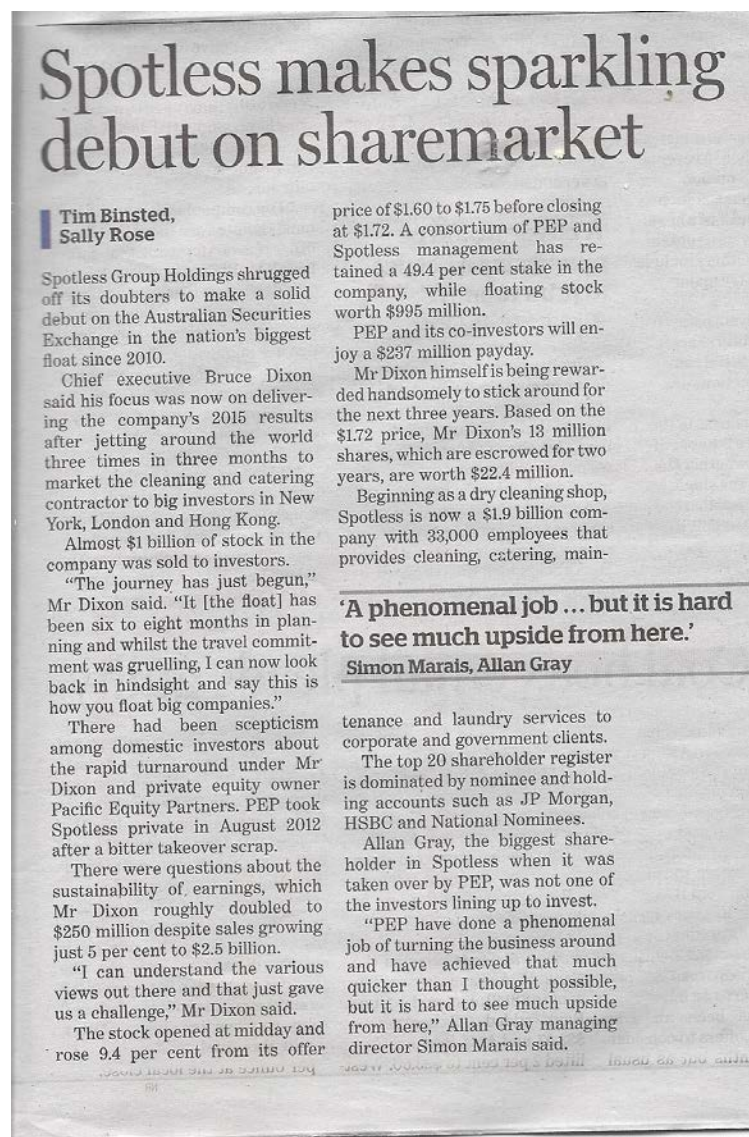 Spotless makes sparkling
debut on sharemarket
Tim Binsted,
Sally Rose
Spotless Group Holdings shrugged
off its doubters to make a solid
debut on the Australian Securities
Exchange in the nation's biggest
float since 2010.
Chief executive Bruce Dixon
said his focus was now on deliver-
ing the company's 2015 results
after jetting around the world
three times in three months to
market the cleaning and catering
contractor to big investors in New
York, London and Hong Kong.
Almost $1 billion of stock in the
company was sold to investors.
“The journey has just begun,”
Mr Dixon said. “It [the float] has
been six to eight months in plan-
ning and whilst the travel commit-
ment was gruelling, I can now look
back in hindsight and say this is
how you float big companies.”
There had been scepticism
among domestic investors about
the rapid turnaround under Mr
Dixon and private equity owner
Pacific Equity Partners. PEP took
Spotless private in August 2012
after a bitter takeover scrap.
There were questions about the
sustainability of earnings, which
Mr Dixon roughly doubled to
$250 million despite sales growing
just 5 per cent to $2.5 billion.
“I can understand the various
views out there and that just gave
us a challenge,” Mr Dixon said.
The stock opened at midday and
rose 9.4 per cent from its offer
price of $1.60 to $1.75 before closing
at $1.72. A consortium of PEP and
Spotless management has re-
tained a 49.4 per cent stake in the
company, while floating stock
worth $995 million.
PEP and its co-investors will en-
joy a $237 million payday.
Mr Dixon himself is being rewar-
ded handsomely to stick around for
the next three years. Based on the
$1.72 price, Mr Dixon's 13 million
shares, which are escrowed for two
years, are worth $22.4 million.
Beginning as a dry cleaning shop,
Spotless is now a $1.9 billion com-
pany with 33,000 employees that
provides cleaning, catering, main-
‘A phenomenal job ... but it is hard
to see much upside from here.’
Simon Marais, Allan Gray
tenance and laundry services to
corporate and government clients.
The top 20 shareholder register
is dominated by nominee and hold-
ing accounts such as JP Morgan,
HSBC and National Nominees.
Allan Gray, the biggest share-
holder in Spotless when it was
taken over by PEP, was not one of
the investors lining up to invest.
“PEP have done a phenomenal
job of turning the business around
and have achieved that much
quicker than I thought possible,
but it is hard to see much upside
from here,” Allan Gray managing
director Simon Marais said.